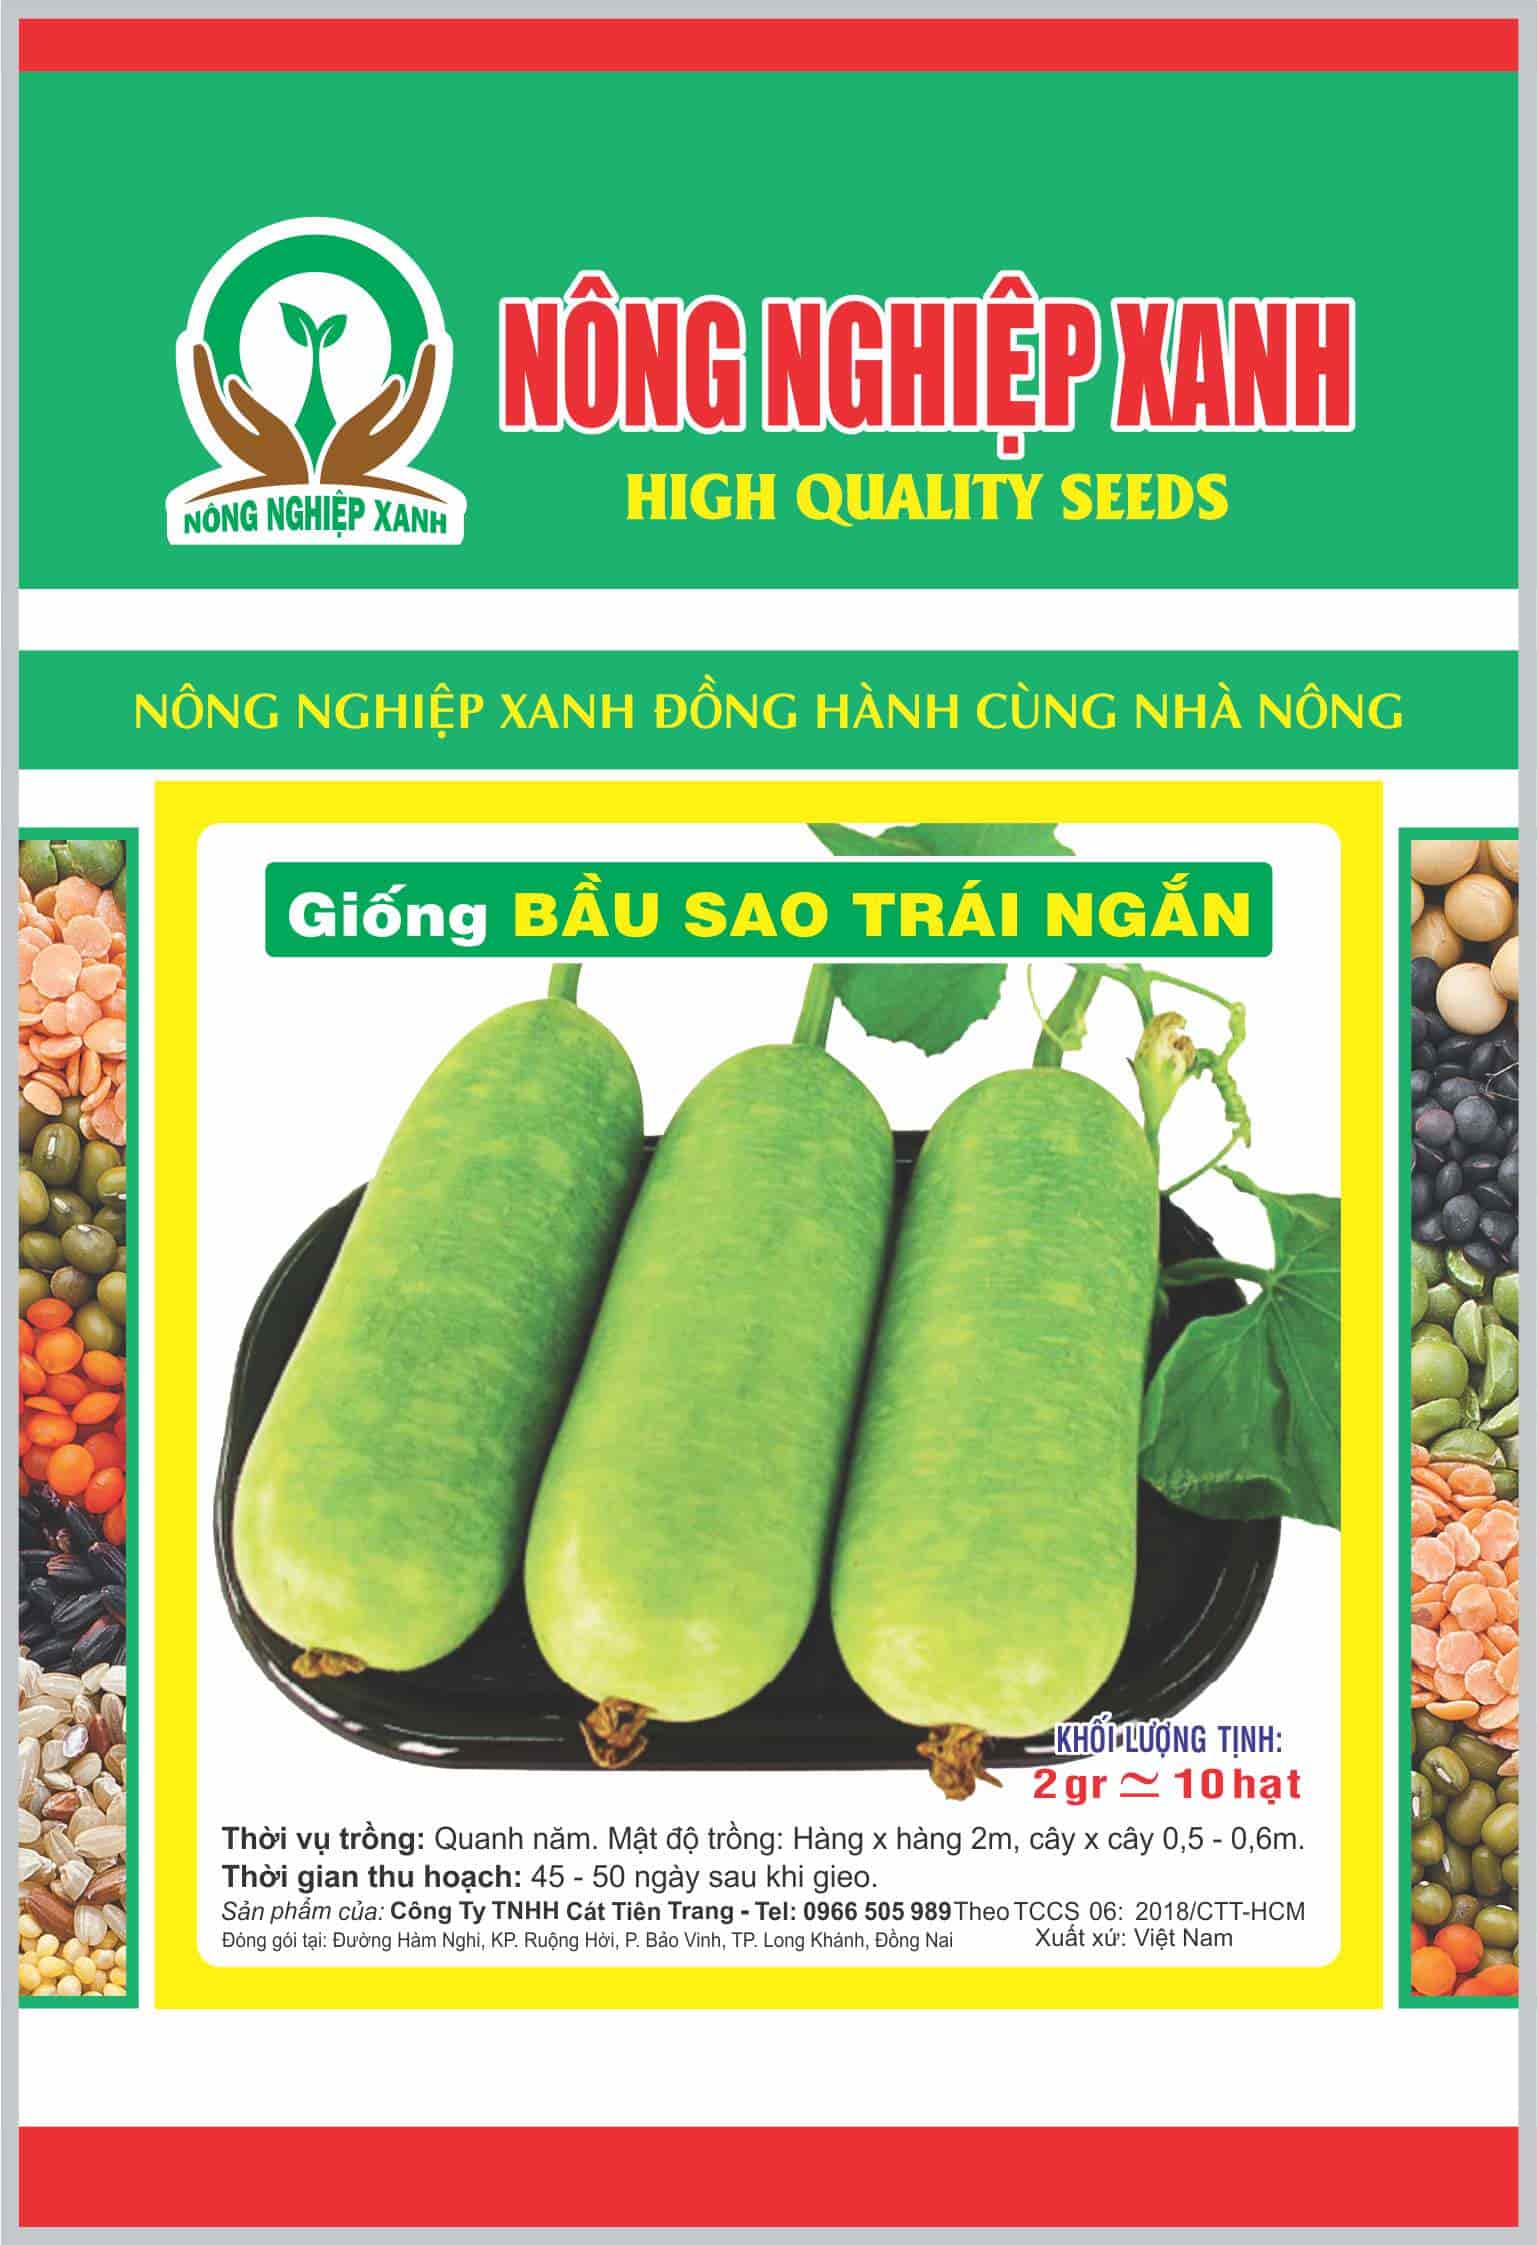 NÔNG NGHIỆP XANH
NÔNG NGHIỆP XANH
HIGH QUALITY SEEDS
NÔNG NGHIỆP XANH ĐỒNG HÀNH CÙNG NHÀ NÔNG
Giống BẦU SAO TRÁI NGẮN
KHỐI LƯỢNG TỊNH:
2 gr ≃ 10 hạt
Thời vụ trồng: Quanh năm. Mật độ trồng: Hàng x hàng 2m, cây x cây 0,5 - 0,6m.
Thời gian thu hoạch: 45 - 50 ngày sau khi gieo.
Sản phẩm của: Công Ty TNHH Cát Tiên Trang - Tel: 0966 505 989 Theo TCCS 06: 2018/CTT-HCM
Đóng gói tại: Đường Hàm Nghi, KP. Ruộng Hời, P. Bảo Vinh, TP. Long Khánh, Đồng Nai Xuất xứ: Việt Nam